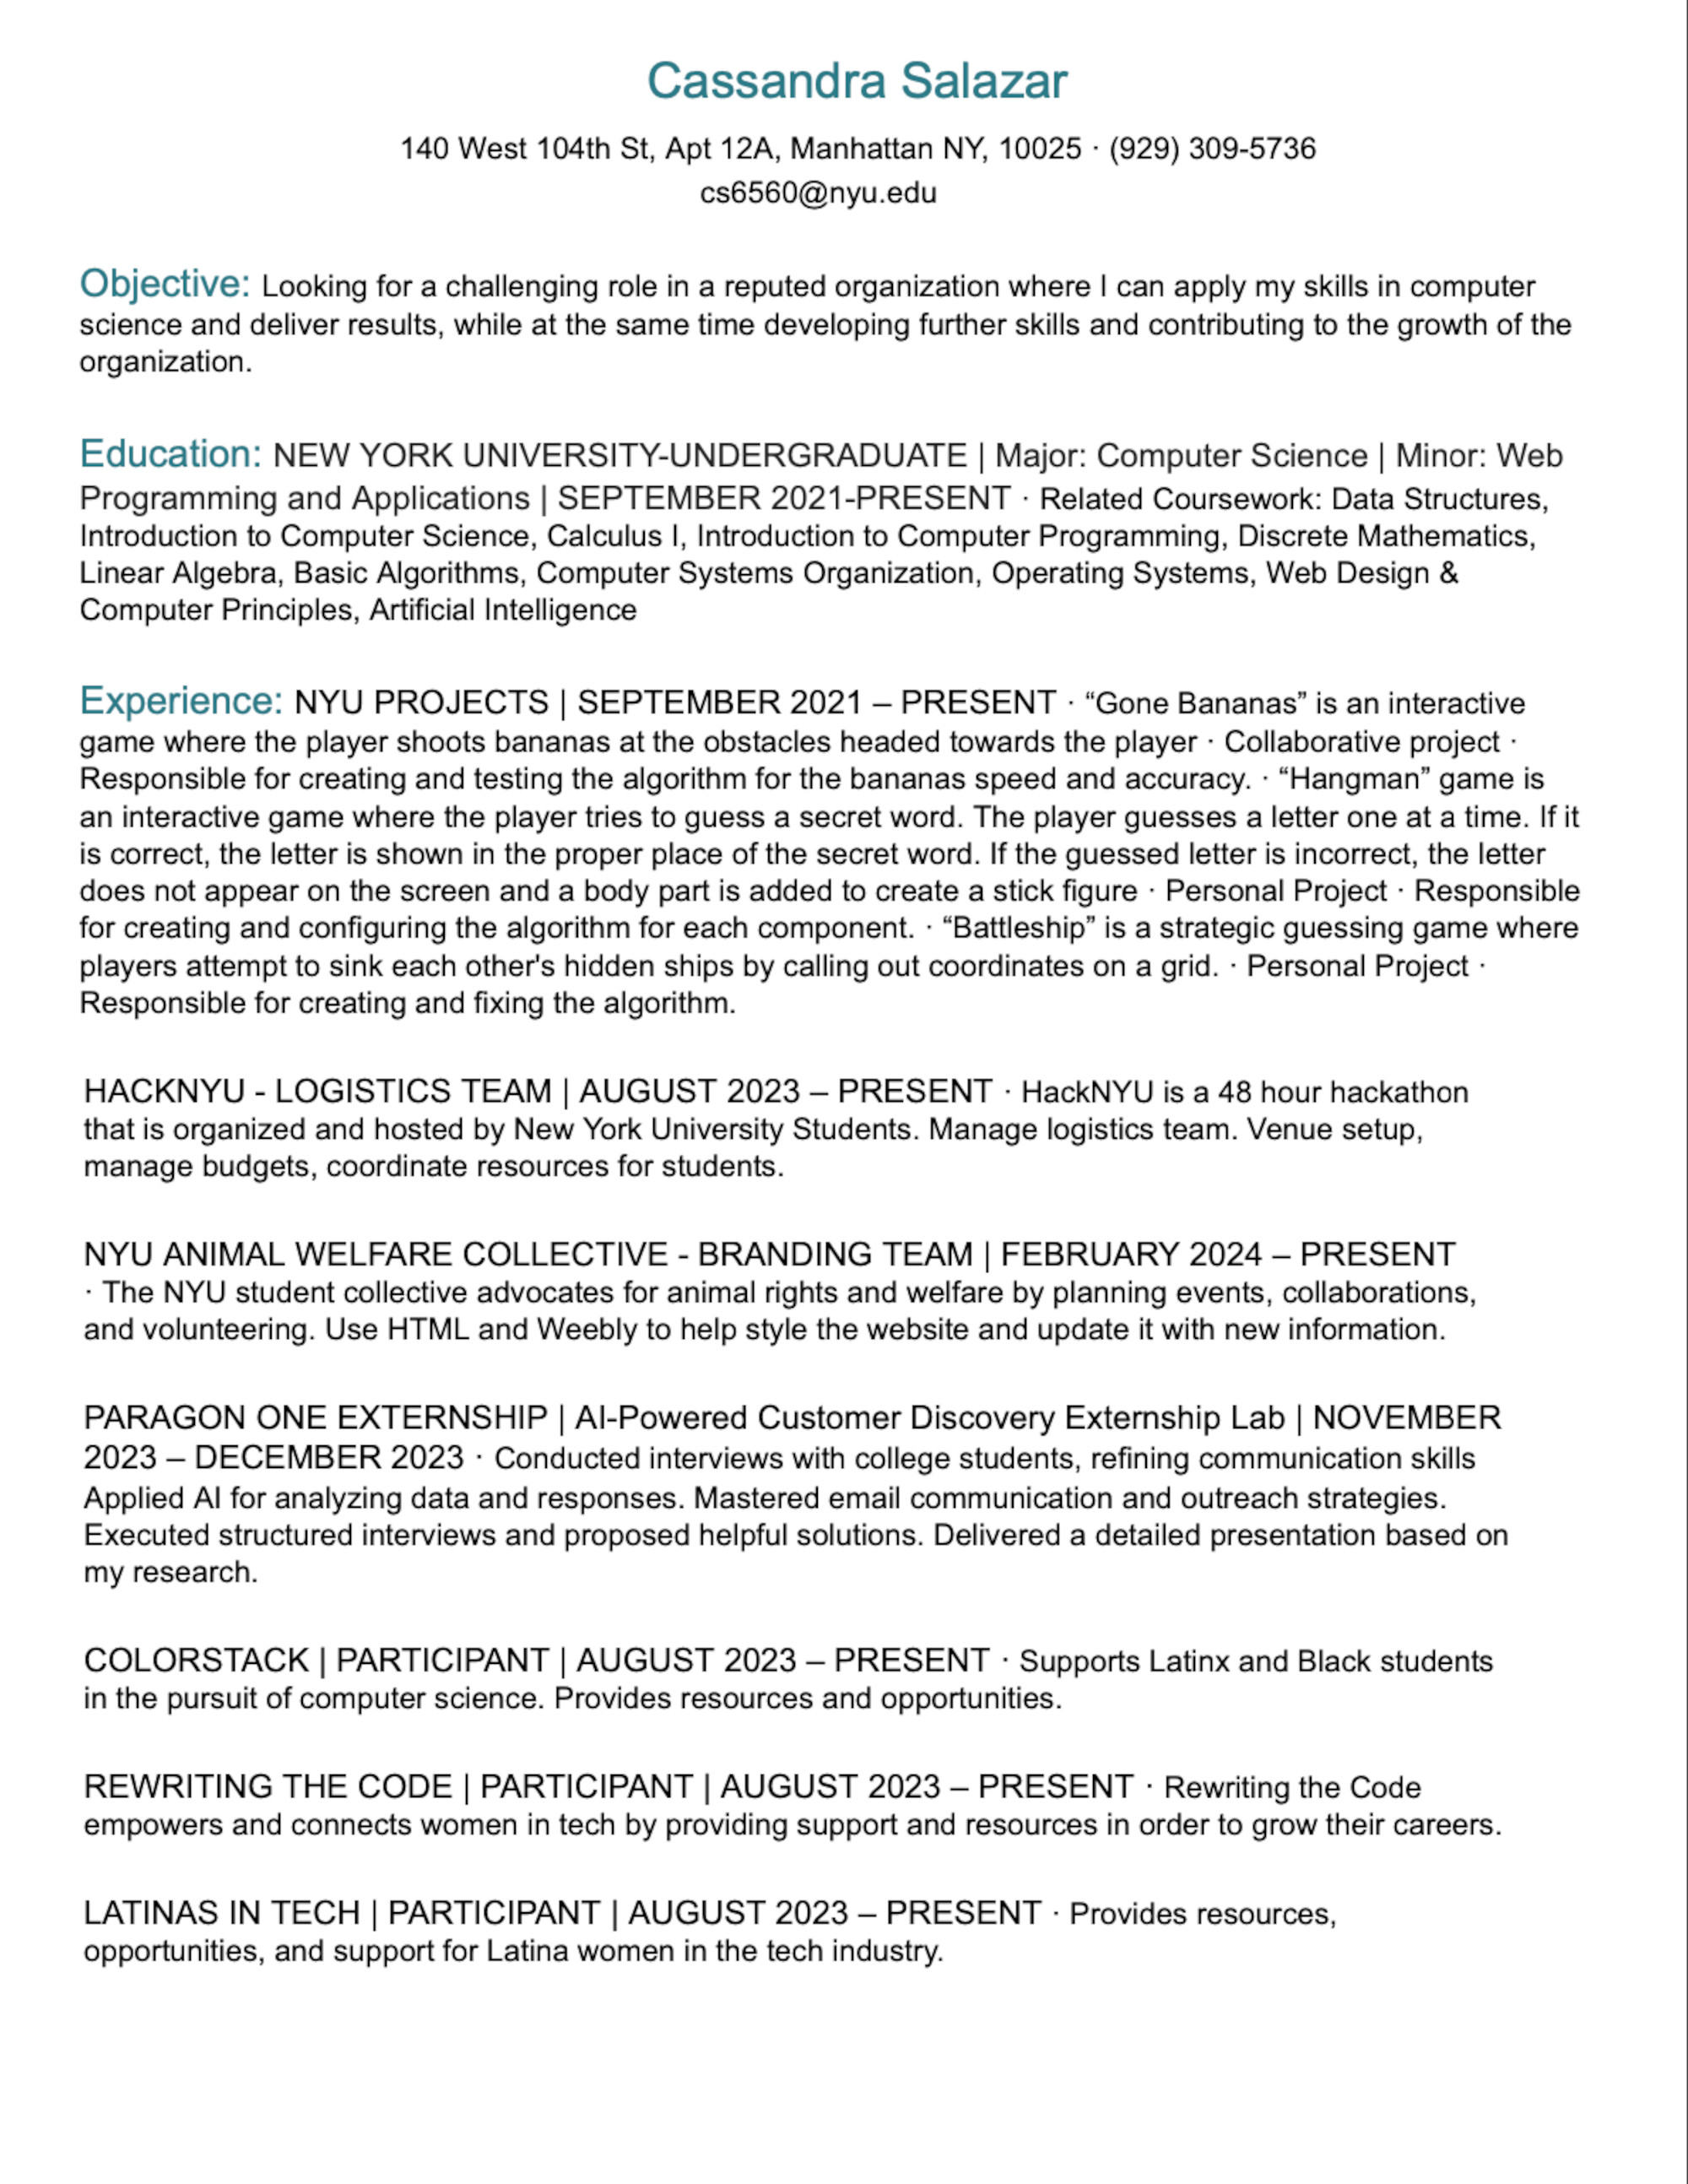 Cassandra Salazar
140 West 104th St, Apt 12A, Manhattan NY, 10025 · (929) 309-5736
cs6560@nyu.edu
Objective: Looking for a challenging role in a reputed organization where I can apply my skills in computer
science and deliver results, while at the same time developing further skills and contributing to the growth of the
organization.
Education: NEW YORK UNIVERSITY-UNDERGRADUATE | Major: Computer Science | Minor: Web
Programming and Applications | SEPTEMBER 2021-PRESENT · Related Coursework: Data Structures,
Introduction to Computer Science, Calculus I, Introduction to Computer Programming, Discrete Mathematics,
Linear Algebra, Basic Algorithms, Computer Systems Organization, Operating Systems, Web Design &
Computer Principles, Artificial Intelligence
Experience: NYU PROJECTS | SEPTEMBER 2021 – PRESENT · “Gone Bananas” is an interactive
game where the player shoots bananas at the obstacles headed towards the player · Collaborative project ·
Responsible for creating and testing the algorithm for the bananas speed and accuracy. · “Hangman” game is
an interactive game where the player tries to guess a secret word. The player guesses a letter one at a time. If it
is correct, the letter is shown in the proper place of the secret word. If the guessed letter is incorrect, the letter
does not appear on the screen and a body part is added to create a stick figure · Personal Project · Responsible
for creating and configuring the algorithm for each component. · “Battleship” is a strategic guessing game where
players attempt to sink each other's hidden ships by calling out coordinates on a grid. · Personal Project ·
Responsible for creating and fixing the algorithm.
HACKNYU - LOGISTICS TEAM | AUGUST 2023 – PRESENT · HackNYU is a 48 hour hackathon
that is organized and hosted by New York University Students. Manage logistics team. Venue setup,
manage budgets, coordinate resources for students.
NYU ANIMAL WELFARE COLLECTIVE - BRANDING TEAM | FEBRUARY 2024 – PRESENT
· The NYU student collective advocates for animal rights and welfare by planning events, collaborations,
and volunteering. Use HTML and Weebly to help style the website and update it with new information.
PARAGON ONE EXTERNSHIP | AI-Powered Customer Discovery Externship Lab | NOVEMBER
2023 – DECEMBER 2023 · Conducted interviews with college students, refining communication skills
Applied AI for analyzing data and responses. Mastered email communication and outreach strategies.
Executed structured interviews and proposed helpful solutions. Delivered a detailed presentation based on
my research.
COLORSTACK | PARTICIPANT | AUGUST 2023 – PRESENT · Supports Latinx and Black students
in the pursuit of computer science. Provides resources and opportunities.
REWRITING THE CODE | PARTICIPANT | AUGUST 2023 – PRESENT · Rewriting the Code
empowers and connects women in tech by providing support and resources in order to grow their careers.
LATINAS IN TECH | PARTICIPANT | AUGUST 2023 – PRESENT · Provides resources,
opportunities, and support for Latina women in the tech industry.